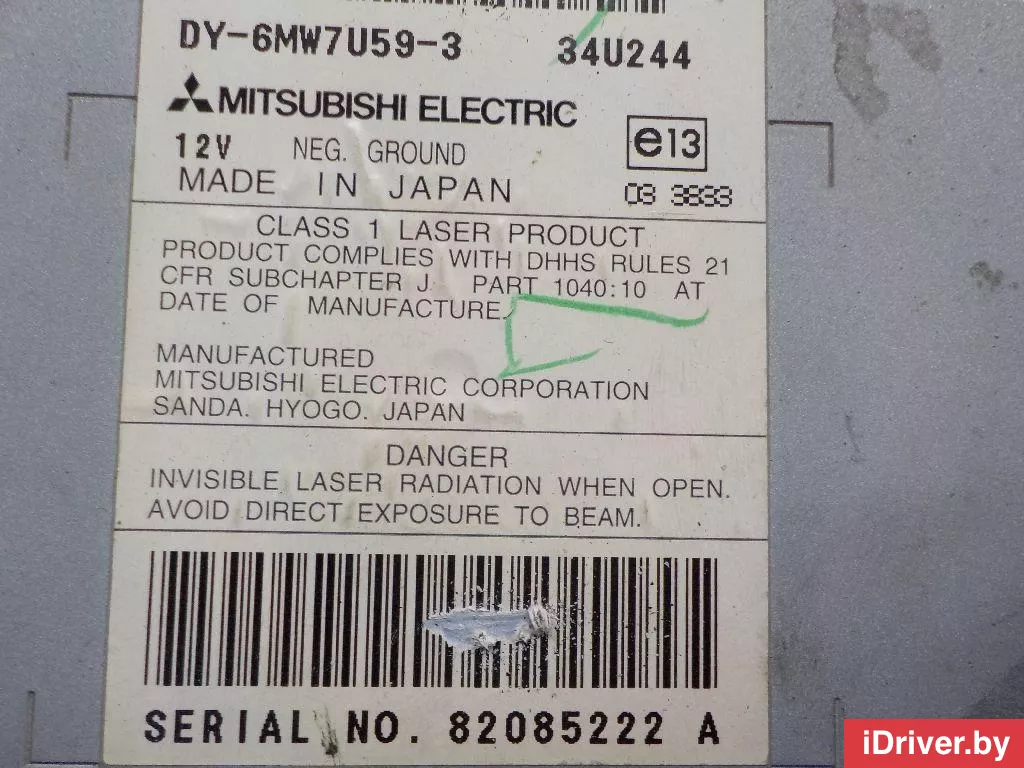 DY-6MW7U59-3 34U244
MITSUBISHI ELECTRIC
12V NEG. GROUND e13
MADE IN JAPAN 03 3833
CLASS 1 LASER PRODUCT
PRODUCT COMPLIES WITH DHHS RULES 21
CFR SUBCHAPTER J. PART 1040:10 AT
DATE OF MANUFACTURE.
MANUFACTURED
MITSUBISHI ELECTRIC CORPORATION
SANDA. HYOGO. JAPAN
DANGER
INVISIBLE LASER RADIATION WHEN OPEN.
AVOID DIRECT EXPOSURE TO BEAM.
SERIAL NO. 82085222 A
iDriver.by